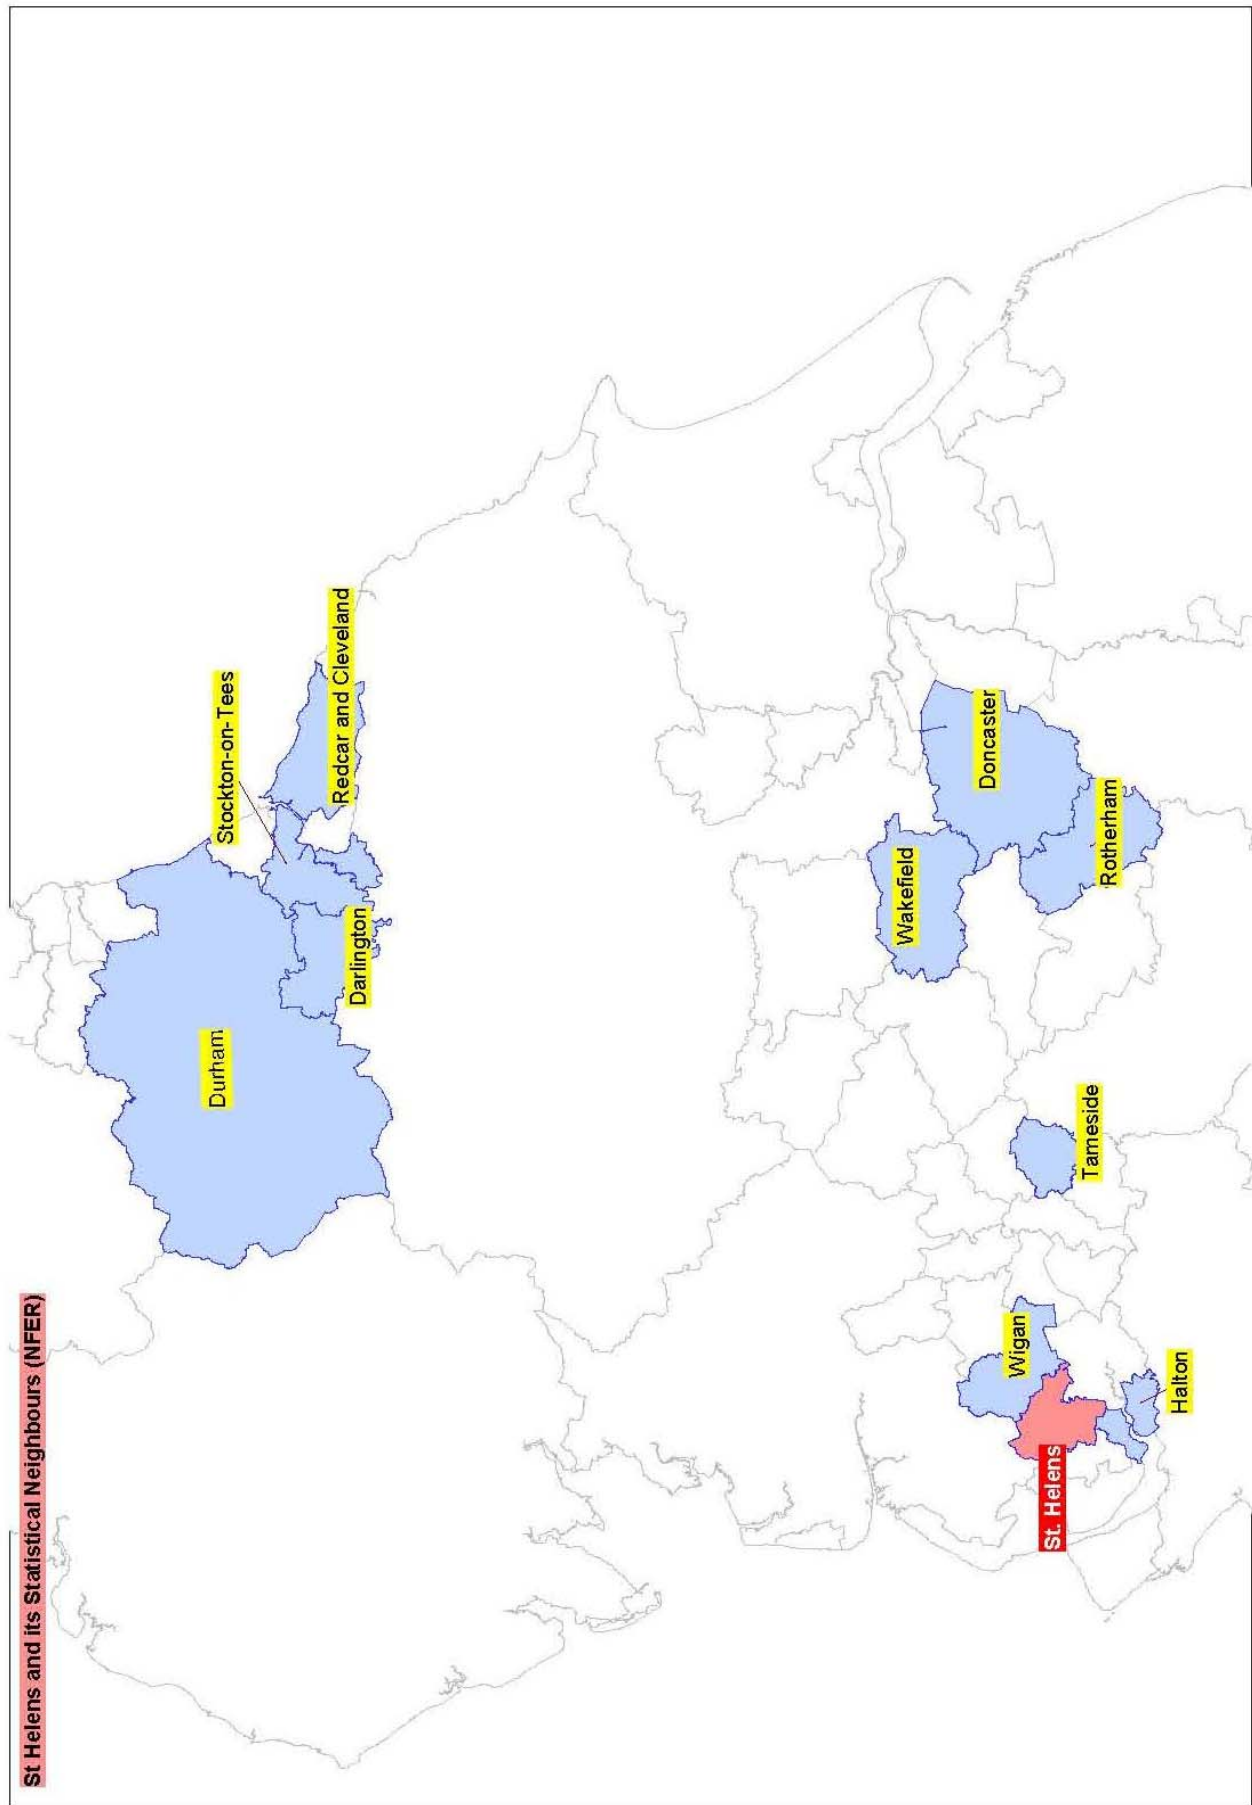 St Helens and its Statistical Neighbours (NFER)
Durham
Stockton-on-Tees
Darlington
Redcar and Cleveland
Wakefield
Doncaster
Rotherham
Tameside
Wigan
St. Helens
Halton